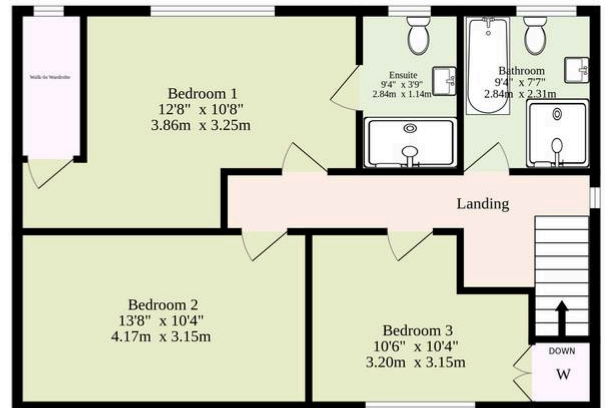 Walk-In Wardrobe
Bedroom 1
12'8" x 10'8"
3.86m x 3.25m
Ensuite
9'4" x 3'9"
2.84m x 1.14m
Bathroom
9'4" x 7'7"
2.84m x 2.31m
Landing
Bedroom 2
13'8" x 10'4"
4.17m x 3.15m
Bedroom 3
10'6" x 10'4"
3.20m x 3.15m
DOWN
W